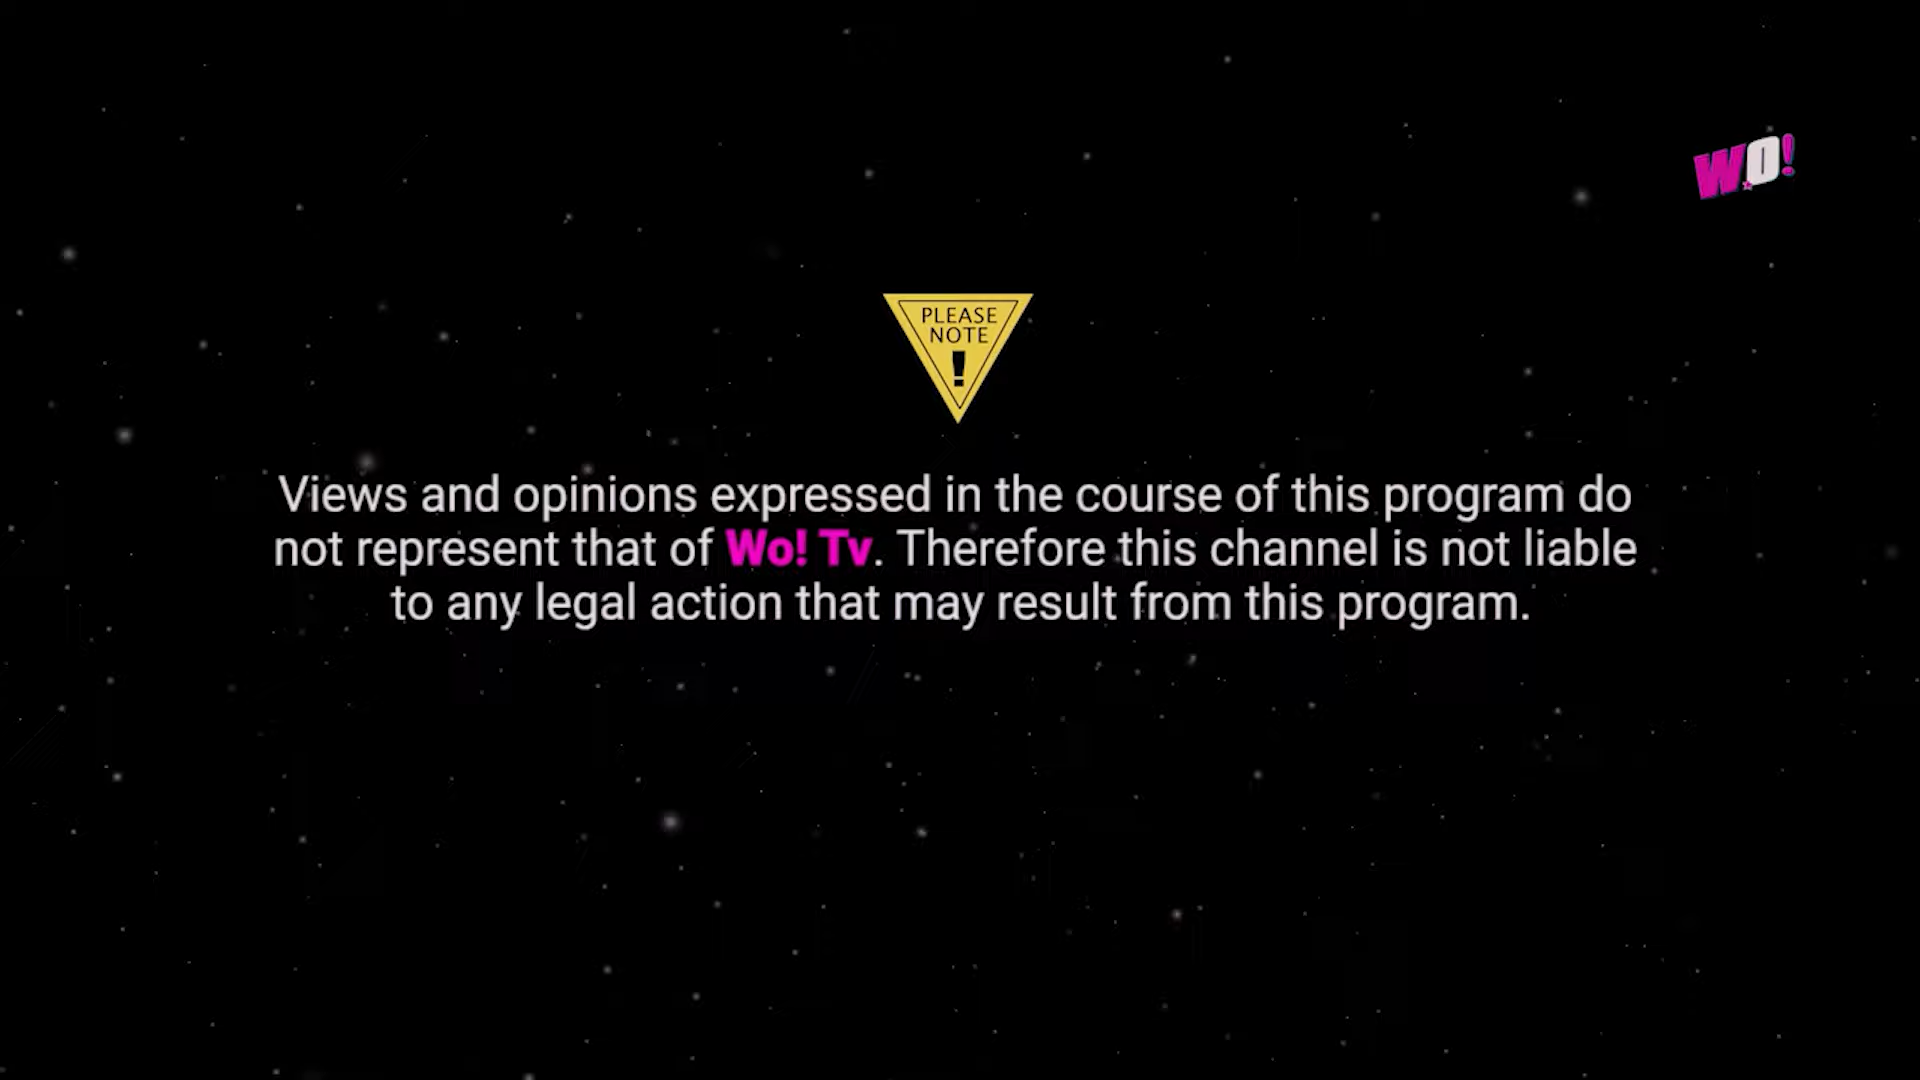 W.O!
PLEASE
NOTE
!
Views and opinions expressed in the course of this program do
not represent that of Wo! Tv. Therefore this channel is not liable
to any legal action that may result from this program.